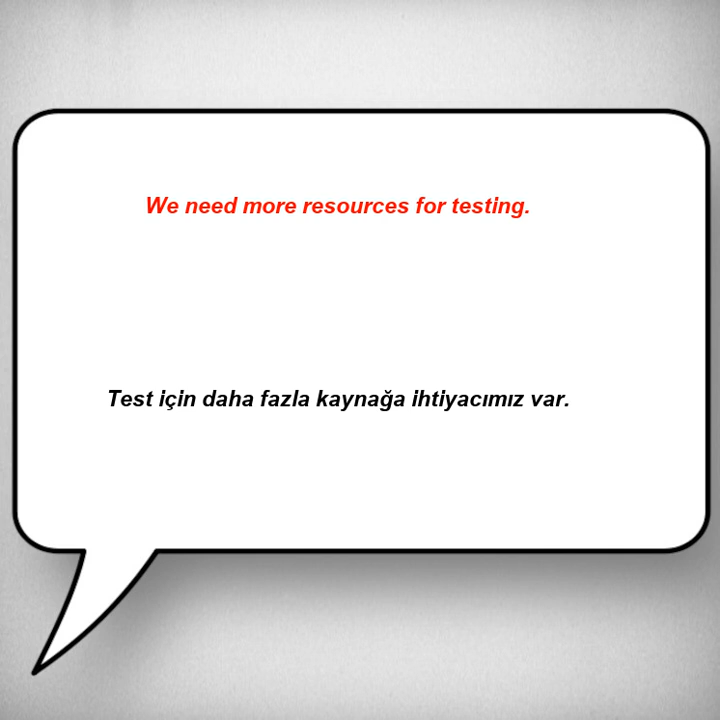 We need more resources for testing.
Test için daha fazla kaynağa ihtiyacımız var.